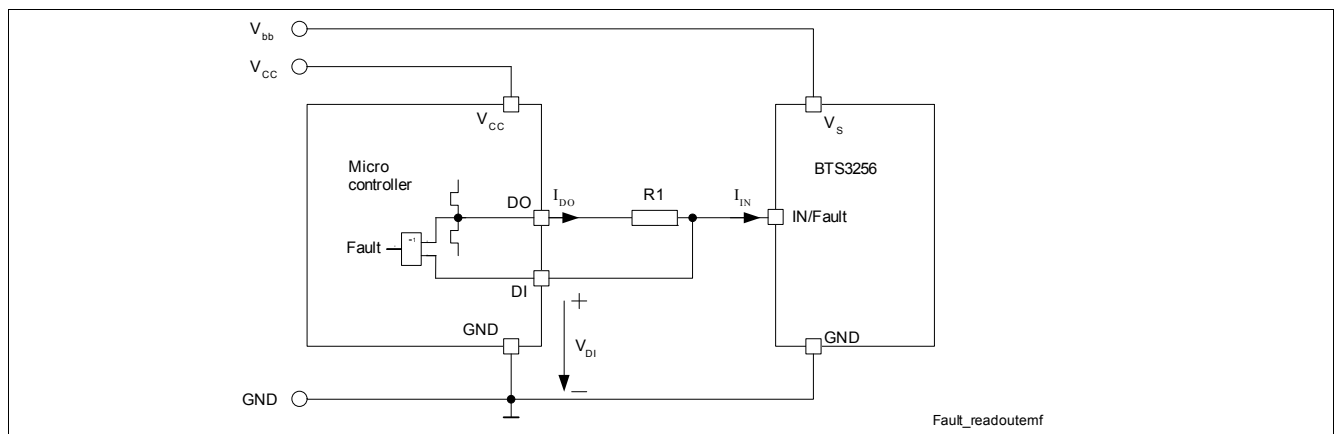 V_bb
V_CC
V_CC
V_S
Micro
controller
BTS3256
DO
I_DO
R1
I_IN
IN/Fault
=1
Fault
DI
+
GND
GND
V_DI
—
GND
Fault_readoutemf